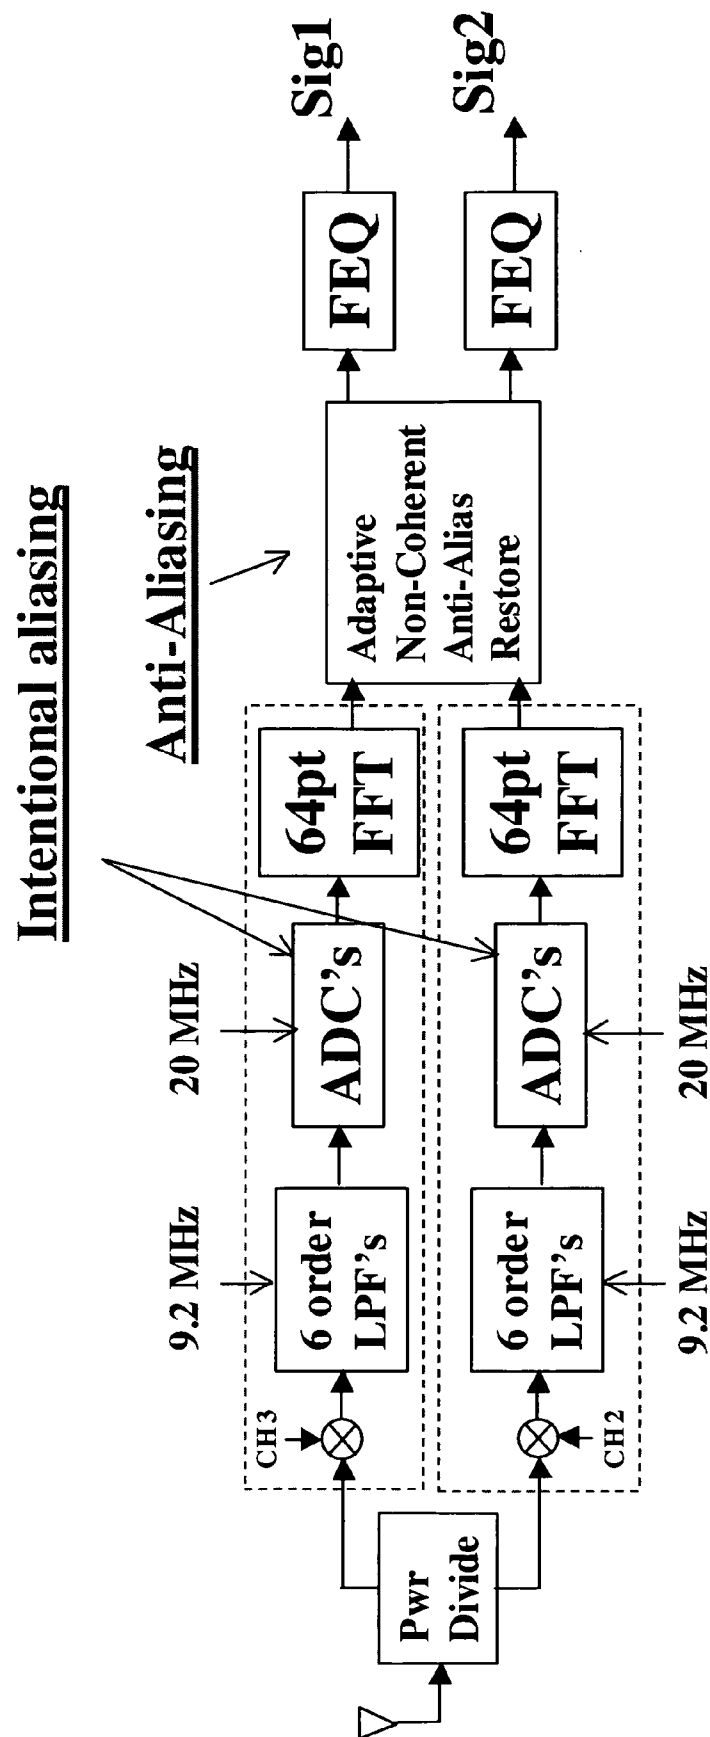 Intentional aliasing
Anti-Aliasing
20 MHz
9.2 MHz
CH3
6 order
LPF's
ADC's
64pt
FFT
Pwr
Divide
Adaptive
Non-Coherent
Anti-Alias
Restore
FEQ
Sig1
CH2
6 order
LPF's
ADC's
64pt
FFT
FEQ
Sig2
9.2 MHz
20 MHz